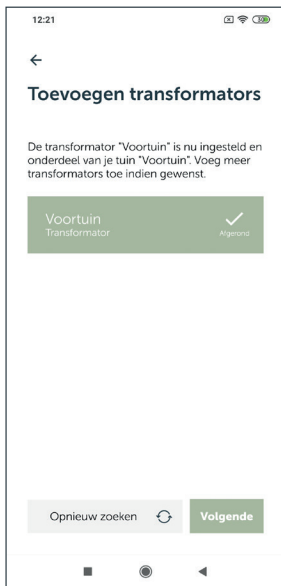 12:21
Toevoegen transformators
De transformator "Voortuin" is nu ingesteld en
onderdeel van je tuin "Voortuin". Voeg meer
transformators toe indien gewenst.
Voortuin
Transformator
Afgerond
Opnieuw zoeken
Volgende